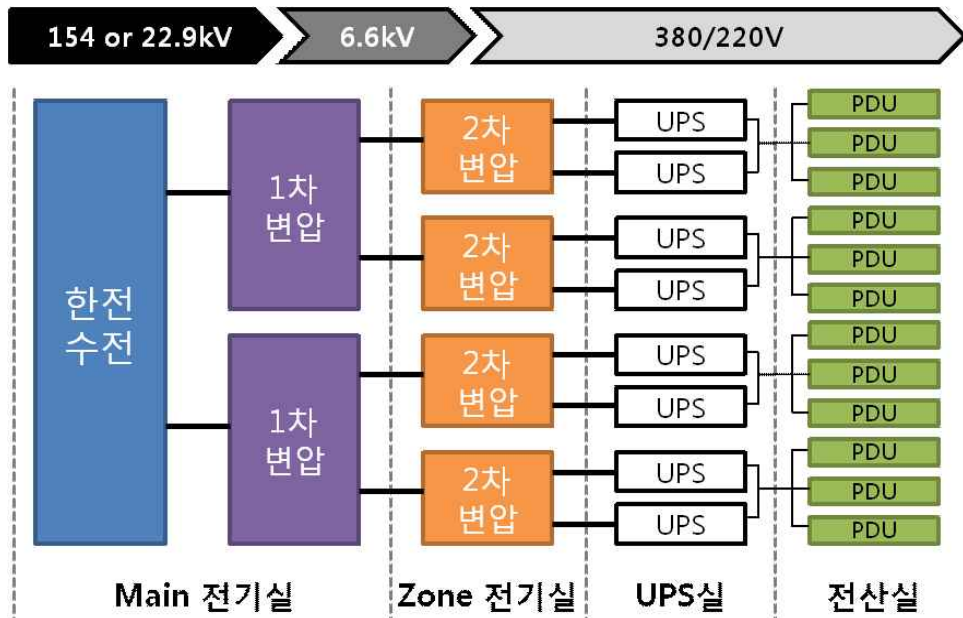 154 or 22.9kV
6.6kV
380/220V
한전
수전
1차
변압
1차
변압
2차
변압
2차
변압
2차
변압
2차
변압
UPS
UPS
UPS
UPS
UPS
UPS
UPS
UPS
PDU
PDU
PDU
PDU
PDU
PDU
PDU
PDU
PDU
PDU
PDU
PDU
Main 전기실
Zone 전기실
UPS실
전산실